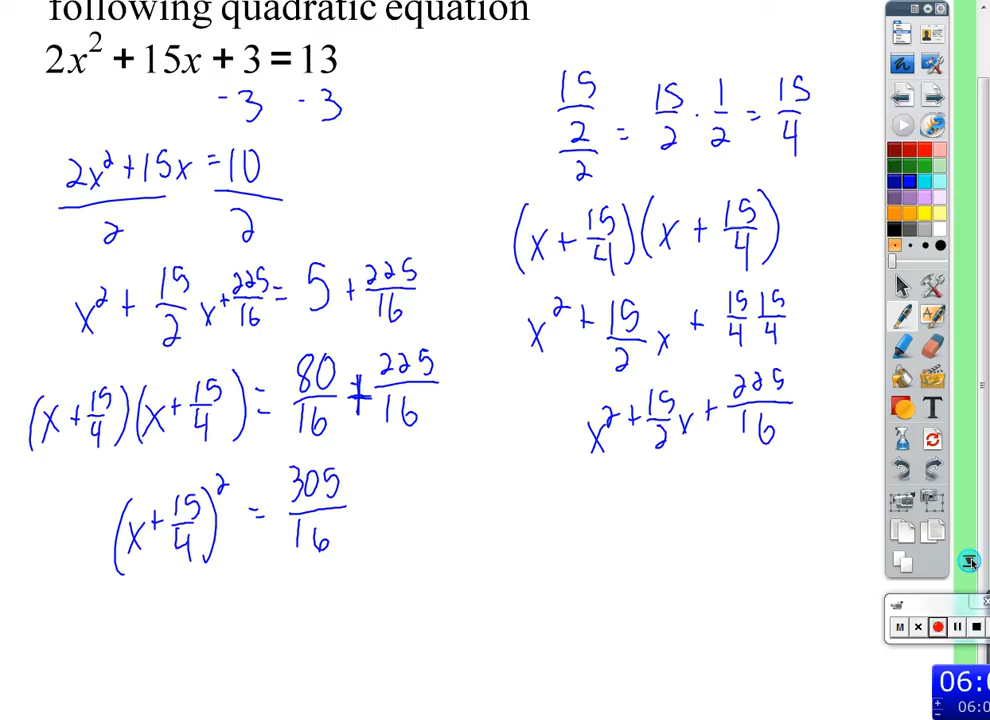 following quadratic equation
2x² + 15x + 3 = 13
-3 -3
2x² + 15x = 10
2 2
x² + 15/2 x + 225/16 = 5 + 225/16
(x + 15/4)(x + 15/4) = 80/16 + 225/16
(x + 15/4)² = 305/16
15/2/2 = 15/2 · 1/2 = 15/4
(x + 15/4)(x + 15/4)
x² + 15/2 x + 15/4 15/4
x² + 15/2 x + 225/16
T
M
06:0
06:0